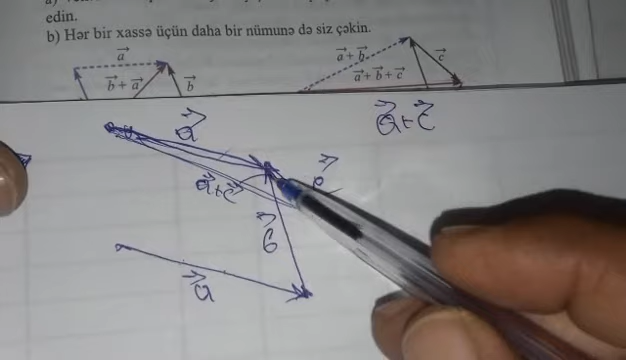 edin.
b) Hər bir xassə üçün daha bir nümunə də siz çəkin.
a⃗
b⃗ + a⃗
b⃗
a⃗ + b⃗
a⃗ + b⃗ + c⃗
c⃗
a⃗
a⃗+c⃗
a⃗+c⃗
a⃗